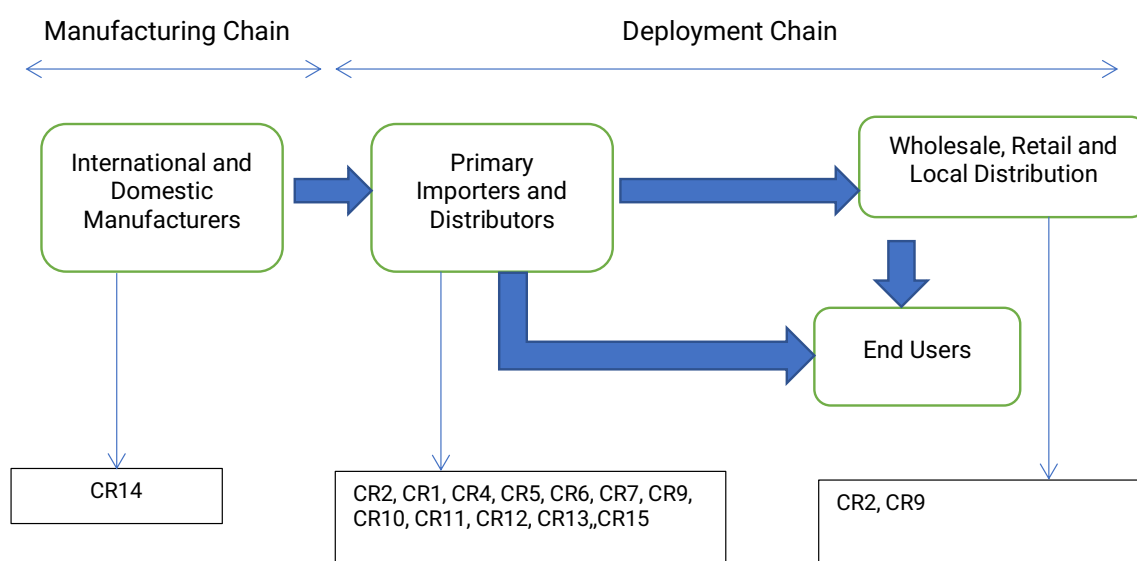 Manufacturing Chain
Deployment Chain
International and
Domestic
Manufacturers
Primary
Importers and
Distributors
Wholesale, Retail and
Local Distribution
End Users
CR14
CR2, CR1, CR4, CR5, CR6, CR7, CR9,
CR10, CR11, CR12, CR13,,CR15
CR2, CR9